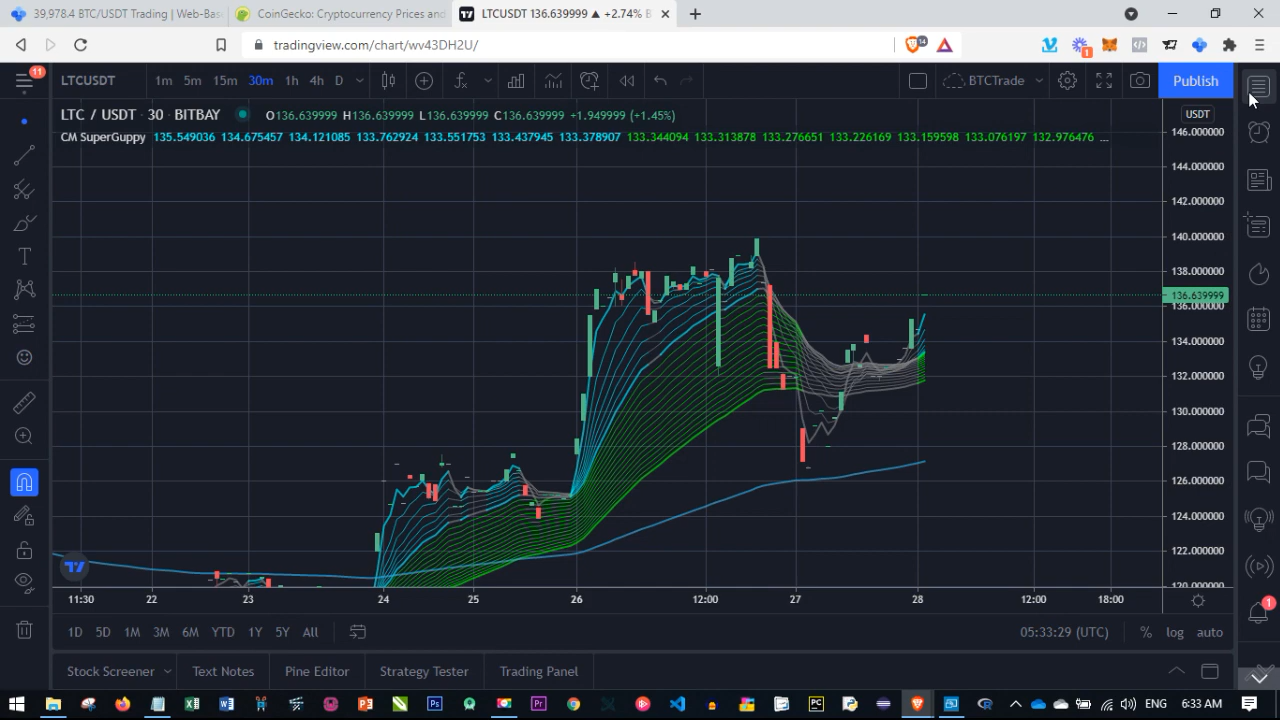 39,978.4 BTC/USDT Trading | Web-Bas
CoinGecko: Cryptocurrency Prices and
LTCUSDT 136.639999 ▲ +2.74% B
tradingview.com/chart/wv43DH2U/
14
1
11
LTCUSDT
1m 5m 15m 30m 1h 4h D
BTCTrade
Publish
LTC / USDT · 30 · BITBAY
O136.639999 H136.639999 L136.639999 C136.639999 +1.949999 (+1.45%)
USDT
CM SuperGuppy 135.549036 134.675457 134.121085 133.762924 133.551753 133.437945 133.378907 133.344094 133.313878 133.276651 133.226169 133.159598 133.076197 132.976476 ...
146.000000
144.000000
142.000000
140.000000
138.000000
136.639999
136.000000
134.000000
132.000000
130.000000
128.000000
126.000000
124.000000
122.000000
120.000000
11:30 22 23 24 25 26 12:00 27 28 12:00 18:00
1D 5D 1M 3M 6M YTD 1Y 5Y All
05:33:29 (UTC) % log auto
1
Stock Screener Text Notes Pine Editor Strategy Tester Trading Panel
ENG 6:33 AM